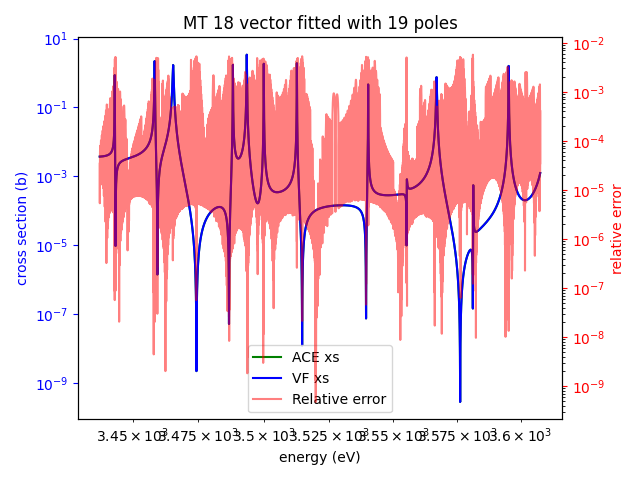 MT 18 vector fitted with 19 poles
10¹
10⁻¹
10⁻³
10⁻⁵
10⁻⁷
10⁻⁹
cross section (b)
10⁻²
10⁻³
10⁻⁴
10⁻⁵
10⁻⁶
10⁻⁷
10⁻⁸
10⁻⁹
relative error
ACE xs
VF xs
Relative error
3.45 × 10³ 3.475 × 10³ 3.5 × 10³ 3.525 × 10³ 3.55 × 10³ 3.575 × 10³ 3.6 × 10³
energy (eV)